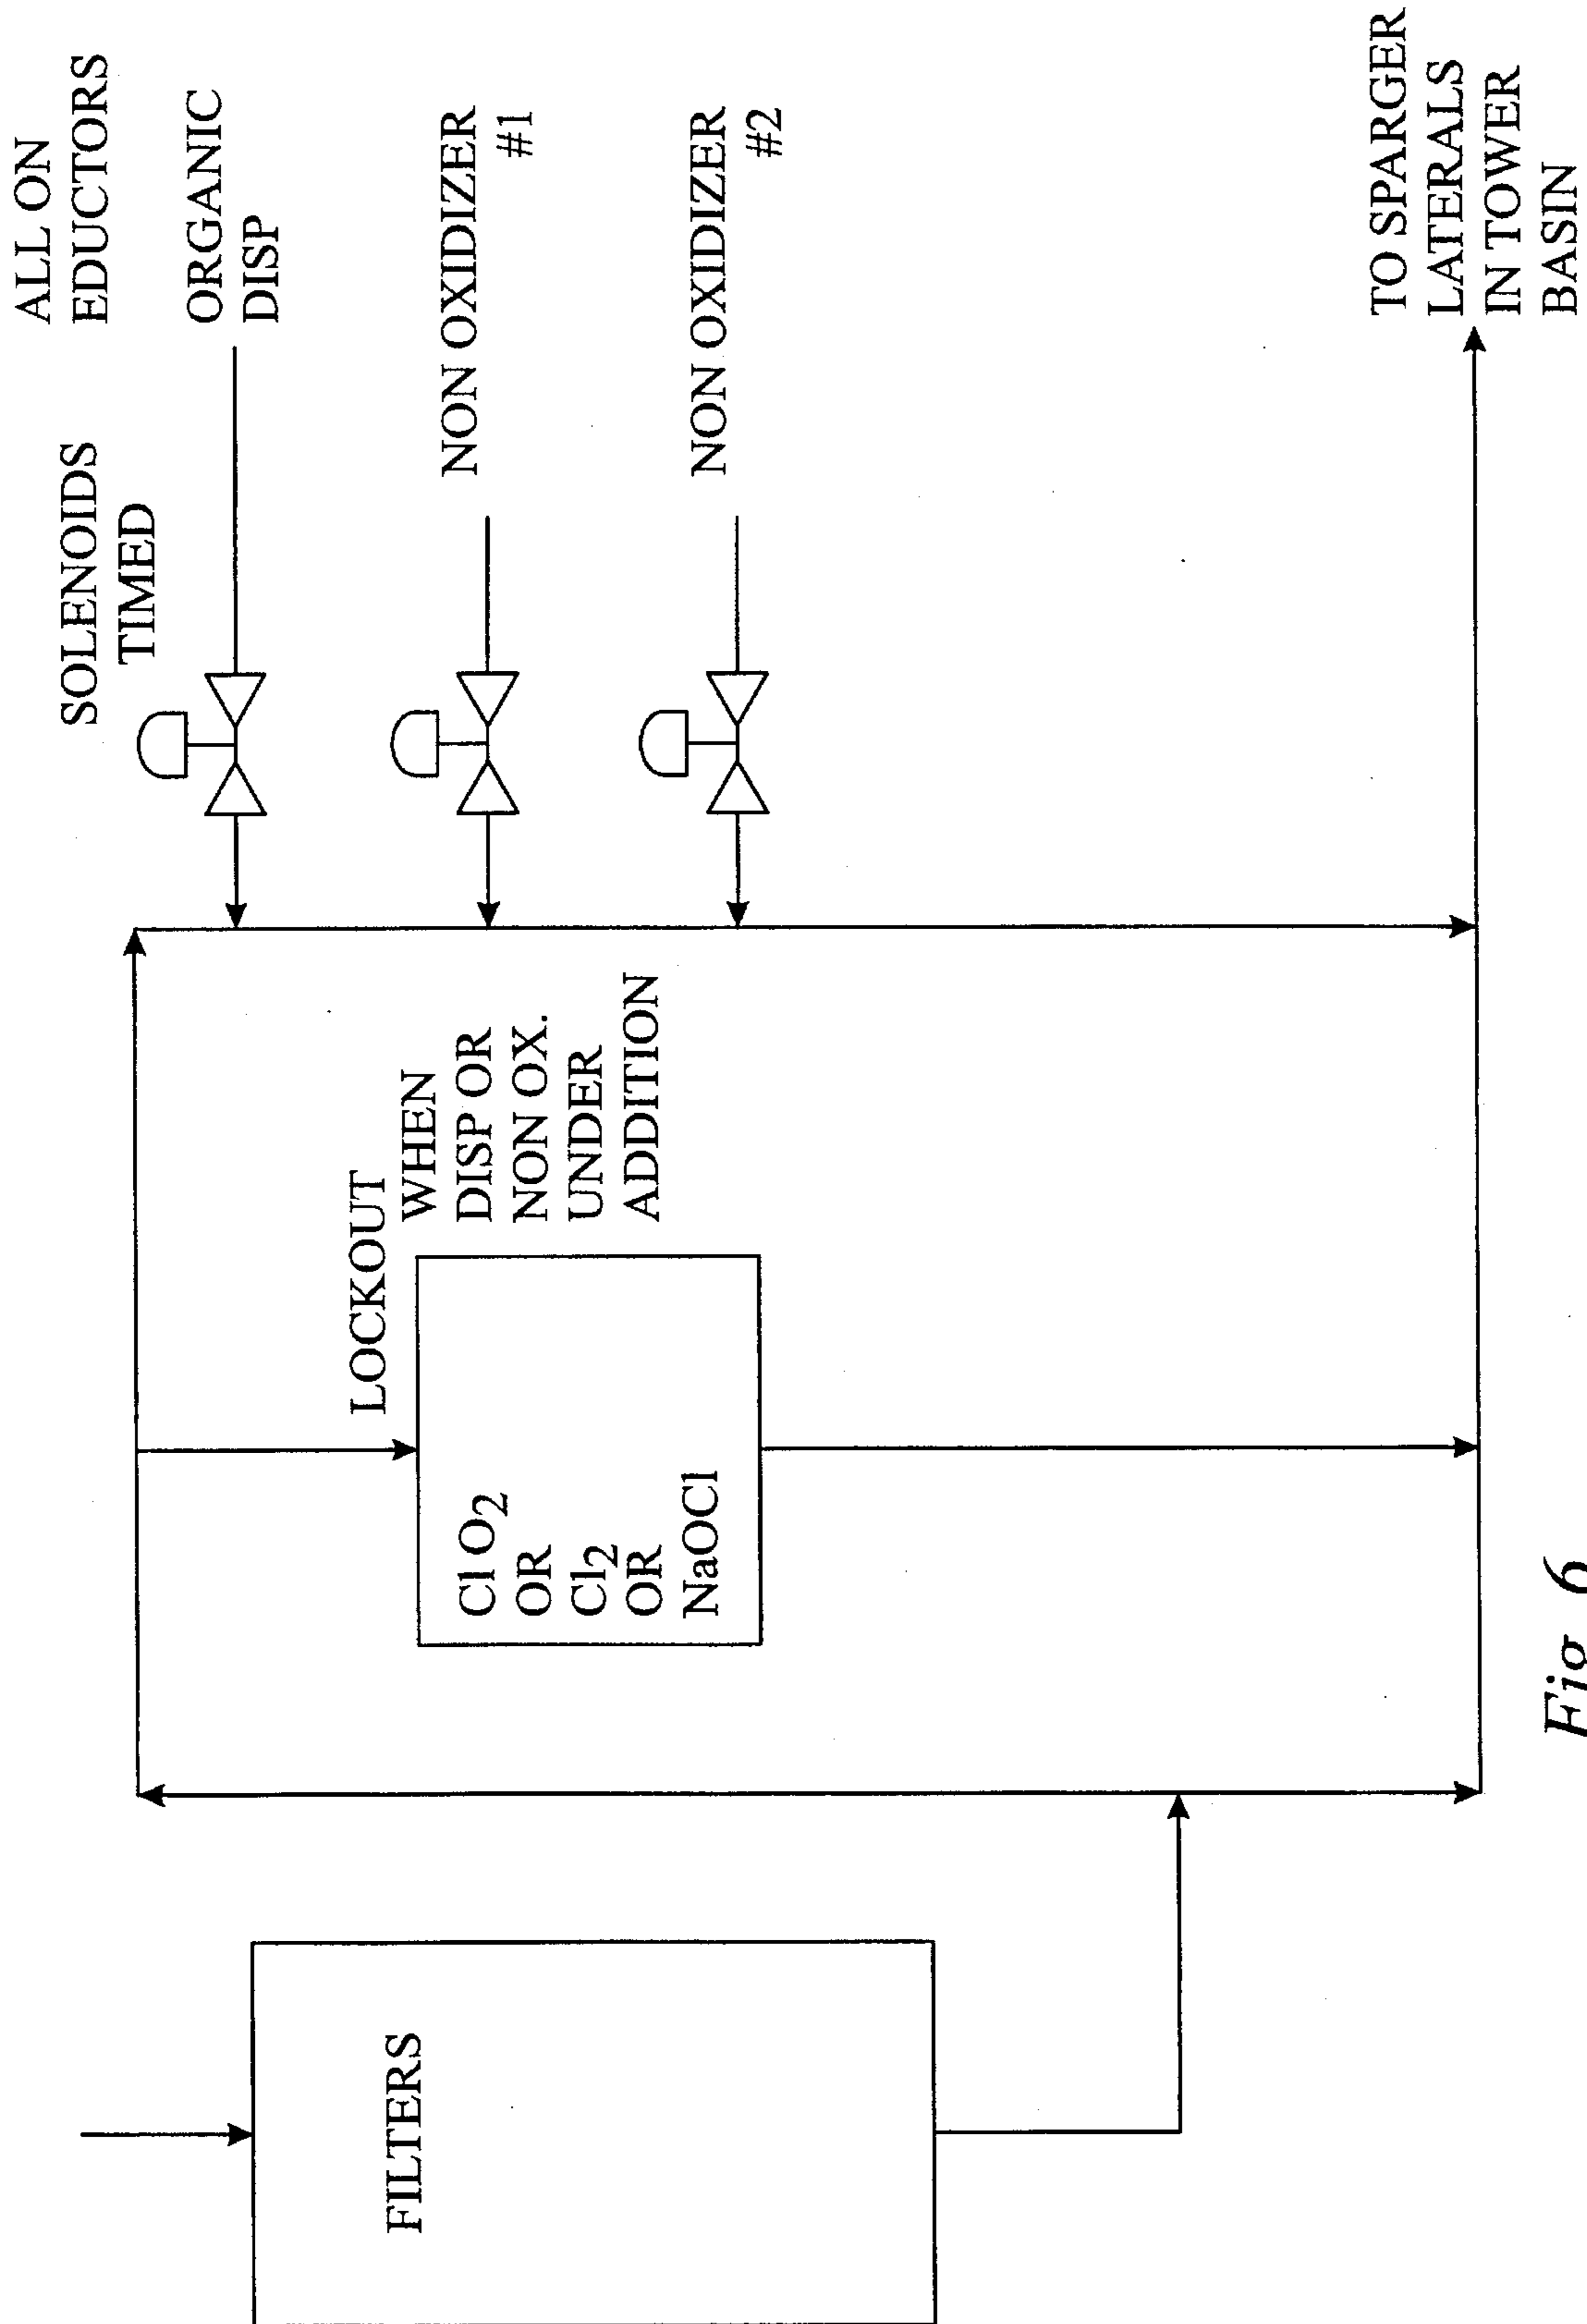 ALL ON
EDUCTORS
SOLENOIDS
TIMED
ORGANIC
DISP
NON OXIDIZER
#1
NON OXIDIZER
#2
LOCKOUT
WHEN
DISP OR
NON OX.
UNDER
ADDITION
Cl O2
OR
Cl2
OR
NaOCl
FILTERS
TO SPARGER
LATERALS
IN TOWER
BASIN
Fig. 6